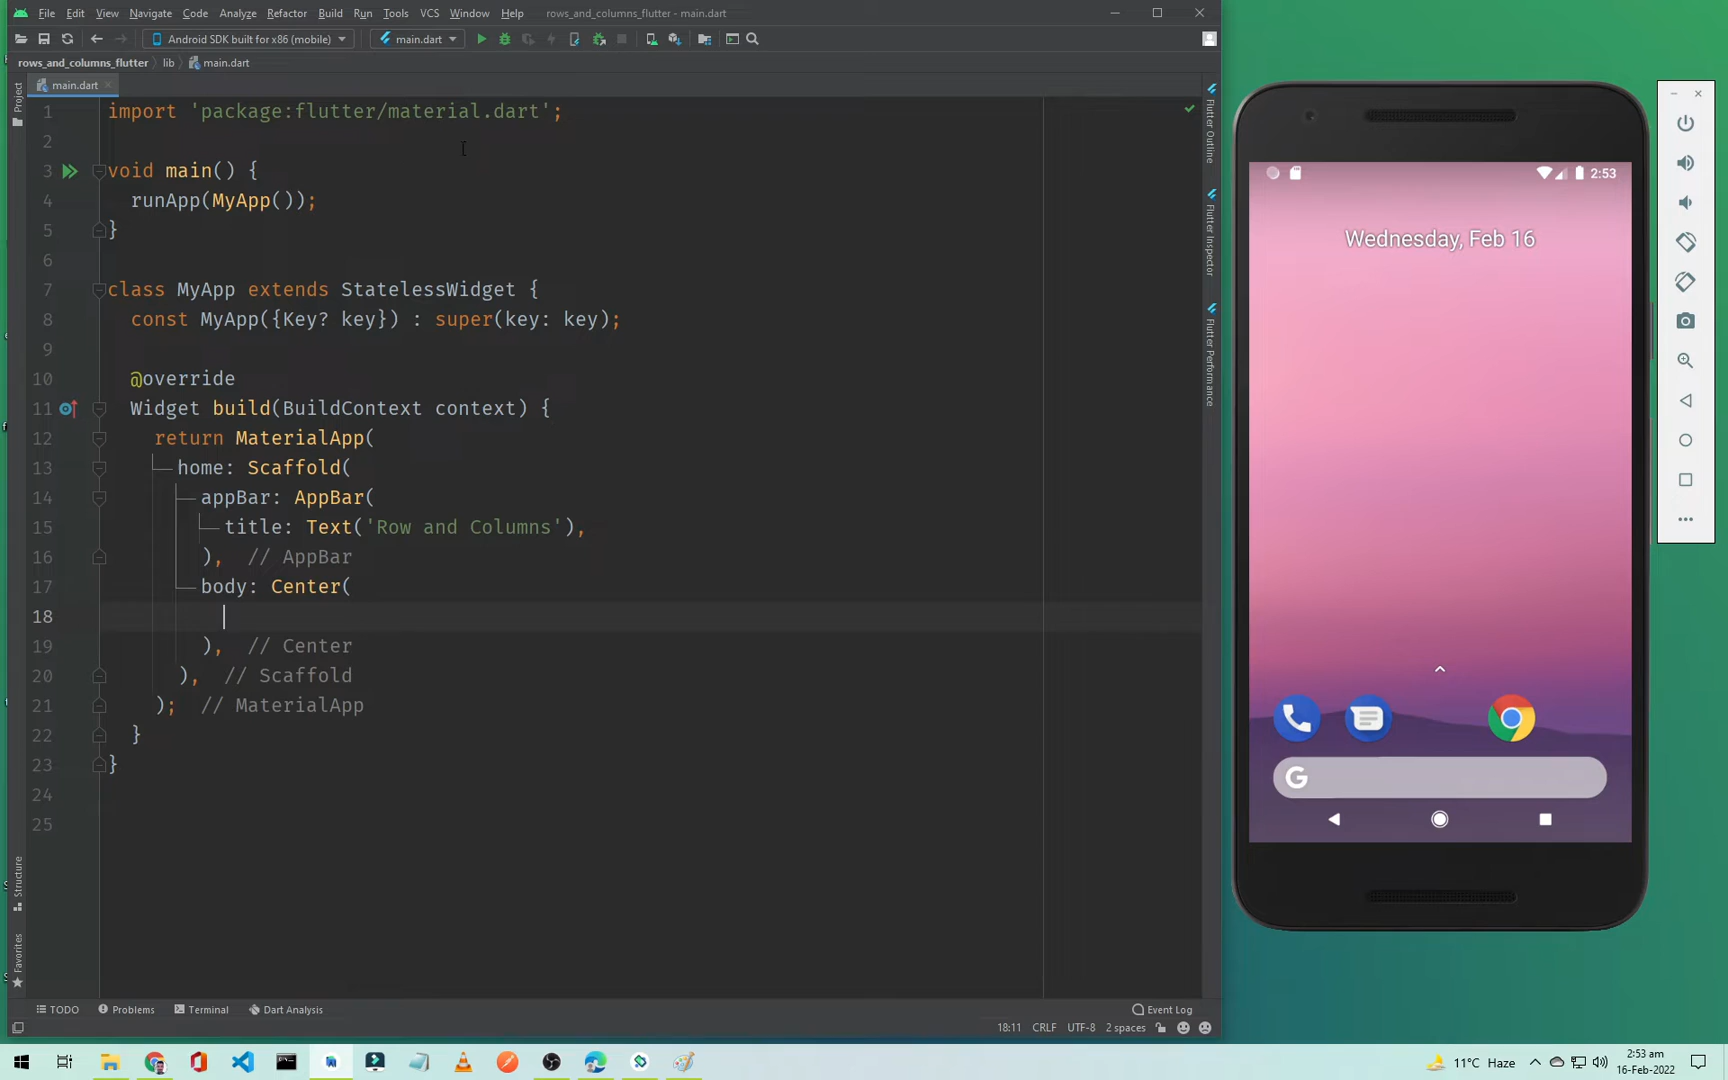 File Edit View Navigate Code Analyze Refactor Build Run Tools VCS Window Help rows_and_columns_flutter - main.dart
Android SDK built for x86 (mobile) main.dart
rows_and_columns_flutter lib main.dart
Project
main.dart
1 import 'package:flutter/material.dart';
2
3 void main() {
4 runApp(MyApp());
5 }
6
7 class MyApp extends StatelessWidget {
8 const MyApp({Key? key}) : super(key: key);
9
10 @override
11 Widget build(BuildContext context) {
12 return MaterialApp(
13 home: Scaffold(
14 appBar: AppBar(
15 title: Text('Row and Columns'),
16 ), // AppBar
17 body: Center(
18
19 ), // Center
20 ), // Scaffold
21 ); // MaterialApp
22 }
23 }
24
25
Structure
Favorites
Flutter Outline
Flutter Inspector
Flutter Performance
2:53
Wednesday, Feb 16
G
TODO Problems Terminal Dart Analysis Event Log
18:11 CRLF UTF-8 2 spaces
11°C Haze
2:53 am
16-Feb-2022